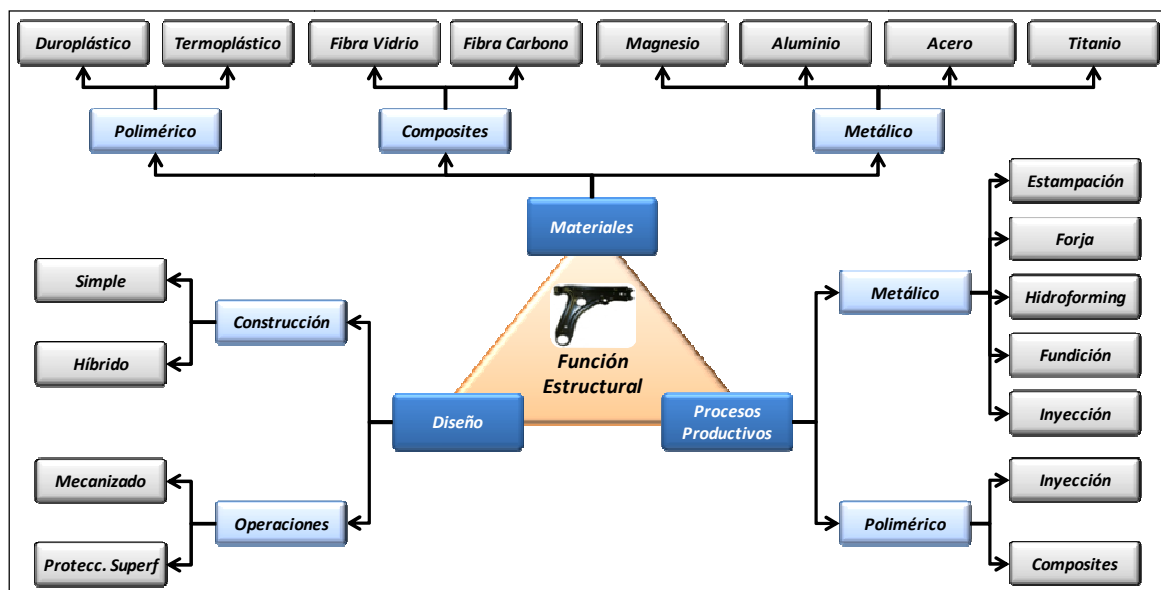 Duroplástico
Termoplástico
Fibra Vidrio
Fibra Carbono
Magnesio
Aluminio
Acero
Titanio
Polimérico
Composites
Metálico
Materiales
Función
Estructural
Diseño
Construcción
Simple
Híbrido
Operaciones
Mecanizado
Protecc. Superf
Procesos
Productivos
Metálico
Estampación
Forja
Hidroforming
Fundición
Inyección
Polimérico
Inyección
Composites